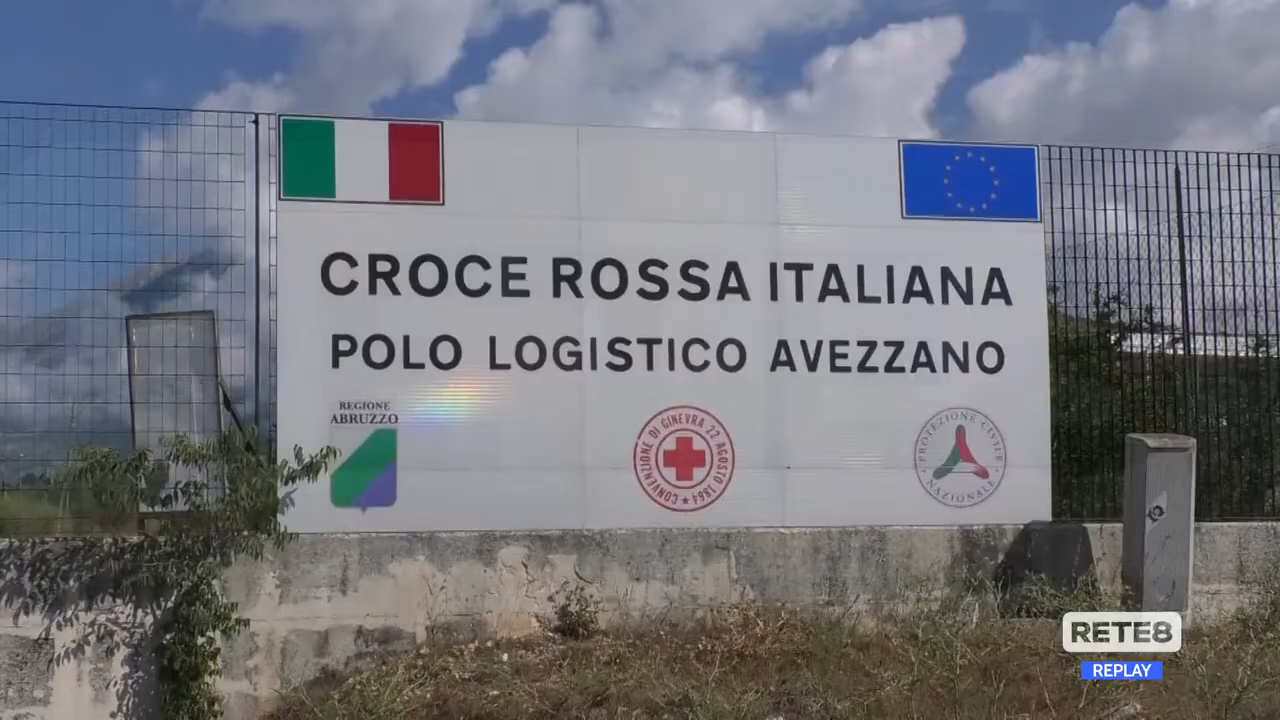 CROCE ROSSA ITALIANA
POLO LOGISTICO AVEZZANO
REGIONE
ABRUZZO
CONVENZIONE DI GINEVRA 22 AGOSTO 1864
PROTEZIONE CIVILE
NAZIONALE
RETE8
REPLAY